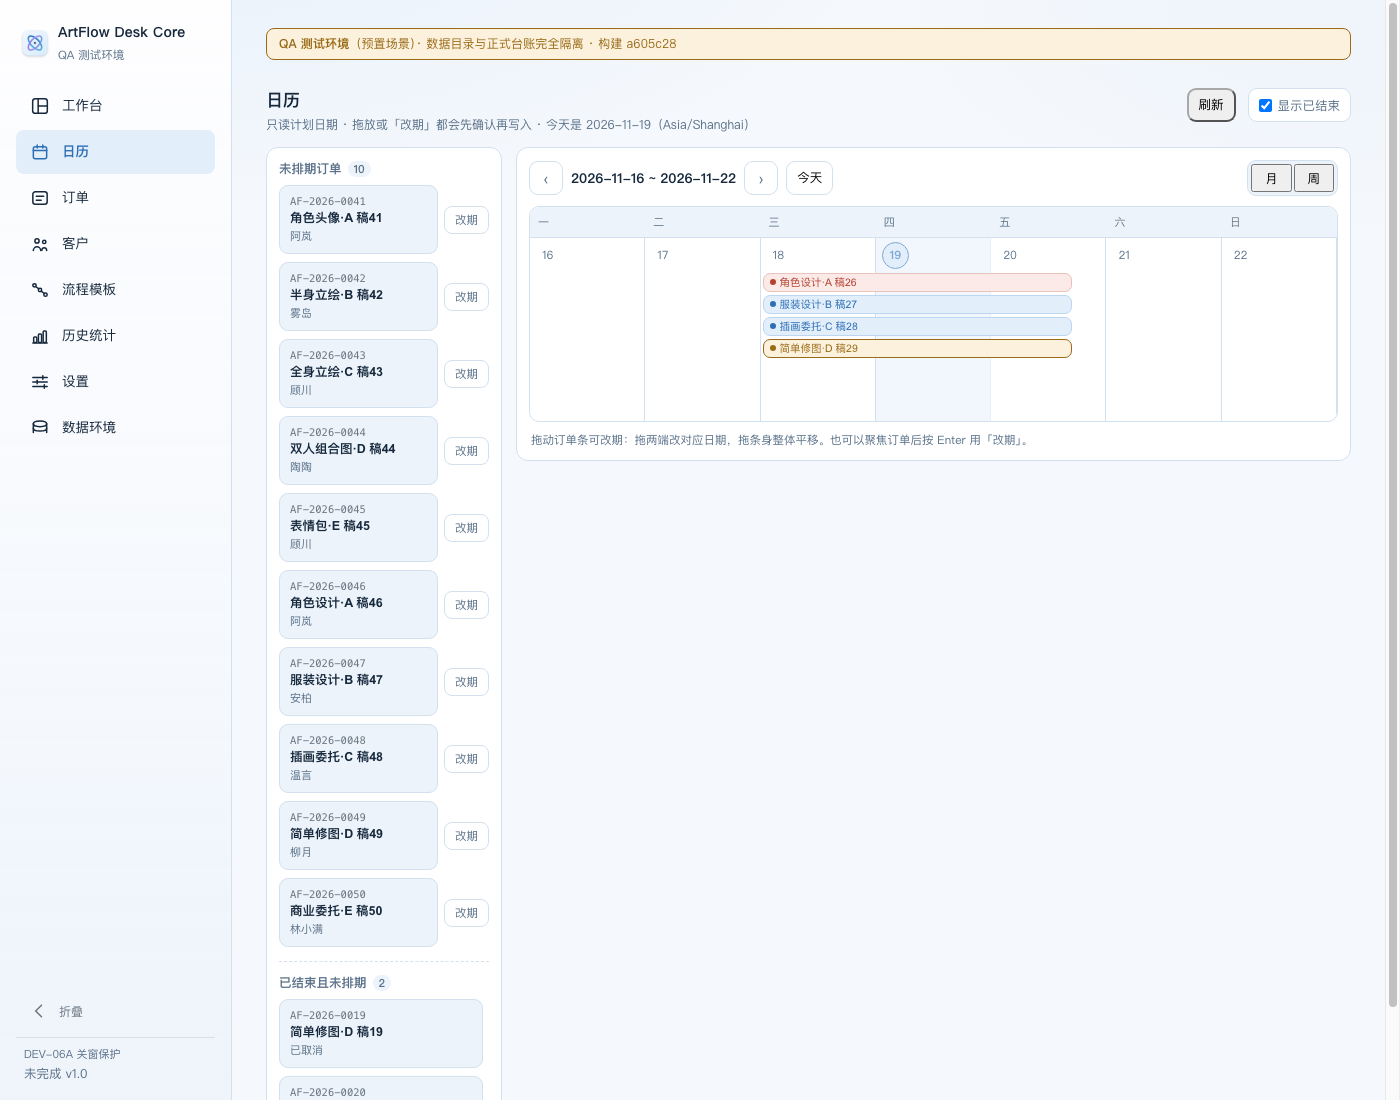 ArtFlow Desk Core
QA 测试环境
工作台
日历
订单
客户
流程模板
历史统计
设置
数据环境
折叠
DEV-06A 关窗保护
未完成 v1.0
QA 测试环境（预置场景）· 数据目录与正式台账完全隔离 · 构建 a605c28
日历
只读计划日期 · 拖放或「改期」都会先确认再写入 · 今天是 2026-11-19（Asia/Shanghai）
刷新
显示已结束
未排期订单 10
AF-2026-0041
角色头像·A 稿41
阿岚
改期
AF-2026-0042
半身立绘·B 稿42
雾岛
改期
AF-2026-0043
全身立绘·C 稿43
顾川
改期
AF-2026-0044
双人组合图·D 稿44
陶陶
改期
AF-2026-0045
表情包·E 稿45
顾川
改期
AF-2026-0046
角色设计·A 稿46
阿岚
改期
AF-2026-0047
服装设计·B 稿47
安柏
改期
AF-2026-0048
插画委托·C 稿48
温言
改期
AF-2026-0049
简单修图·D 稿49
柳月
改期
AF-2026-0050
商业委托·E 稿50
林小满
改期
已结束且未排期 2
AF-2026-0019
简单修图·D 稿19
已取消
AF-2026-0020
‹ 2026-11-16 ~ 2026-11-22 › 今天
月 周
一 二 三 四 五 六 日
16 17 18 19 20 21 22
角色设计·A 稿26
服装设计·B 稿27
插画委托·C 稿28
简单修图·D 稿29
拖动订单条可改期：拖两端改对应日期，拖条身整体平移。也可以聚焦订单后按 Enter 用「改期」。